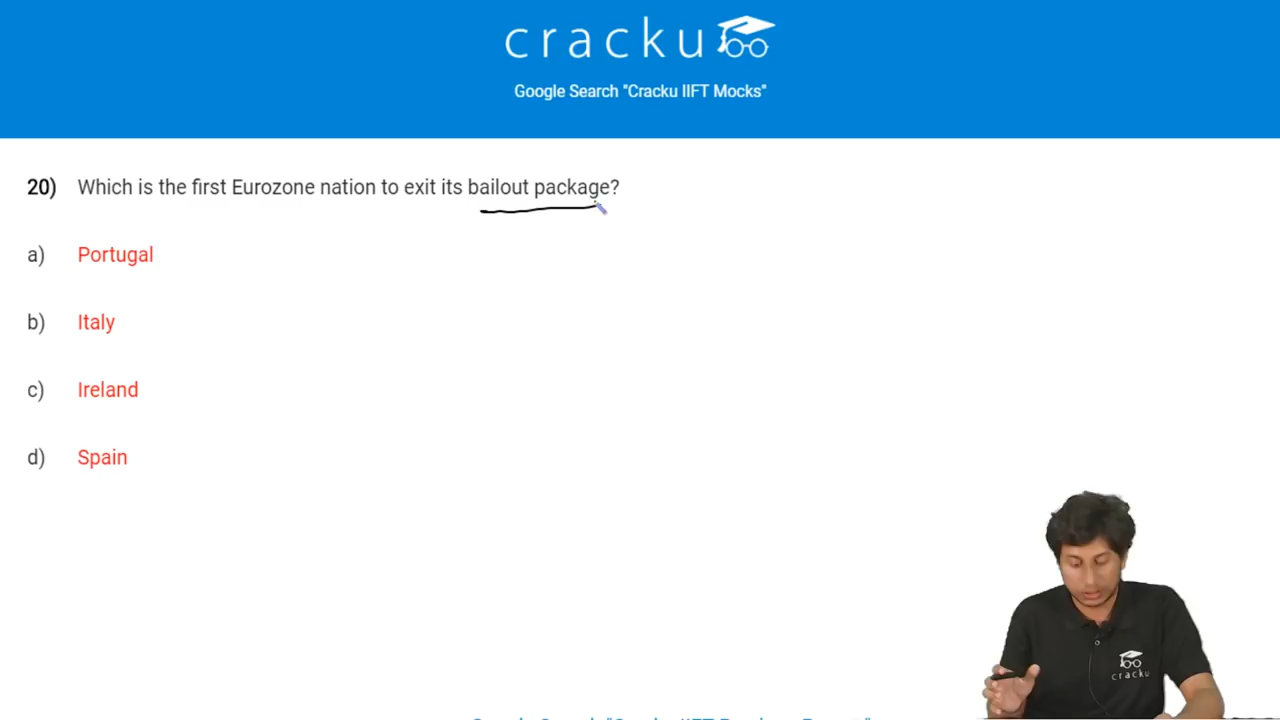 cracku
Google Search "Cracku IIFT Mocks"
20) Which is the first Eurozone nation to exit its bailout package?
a) Portugal
b) Italy
c) Ireland
d) Spain
cracku